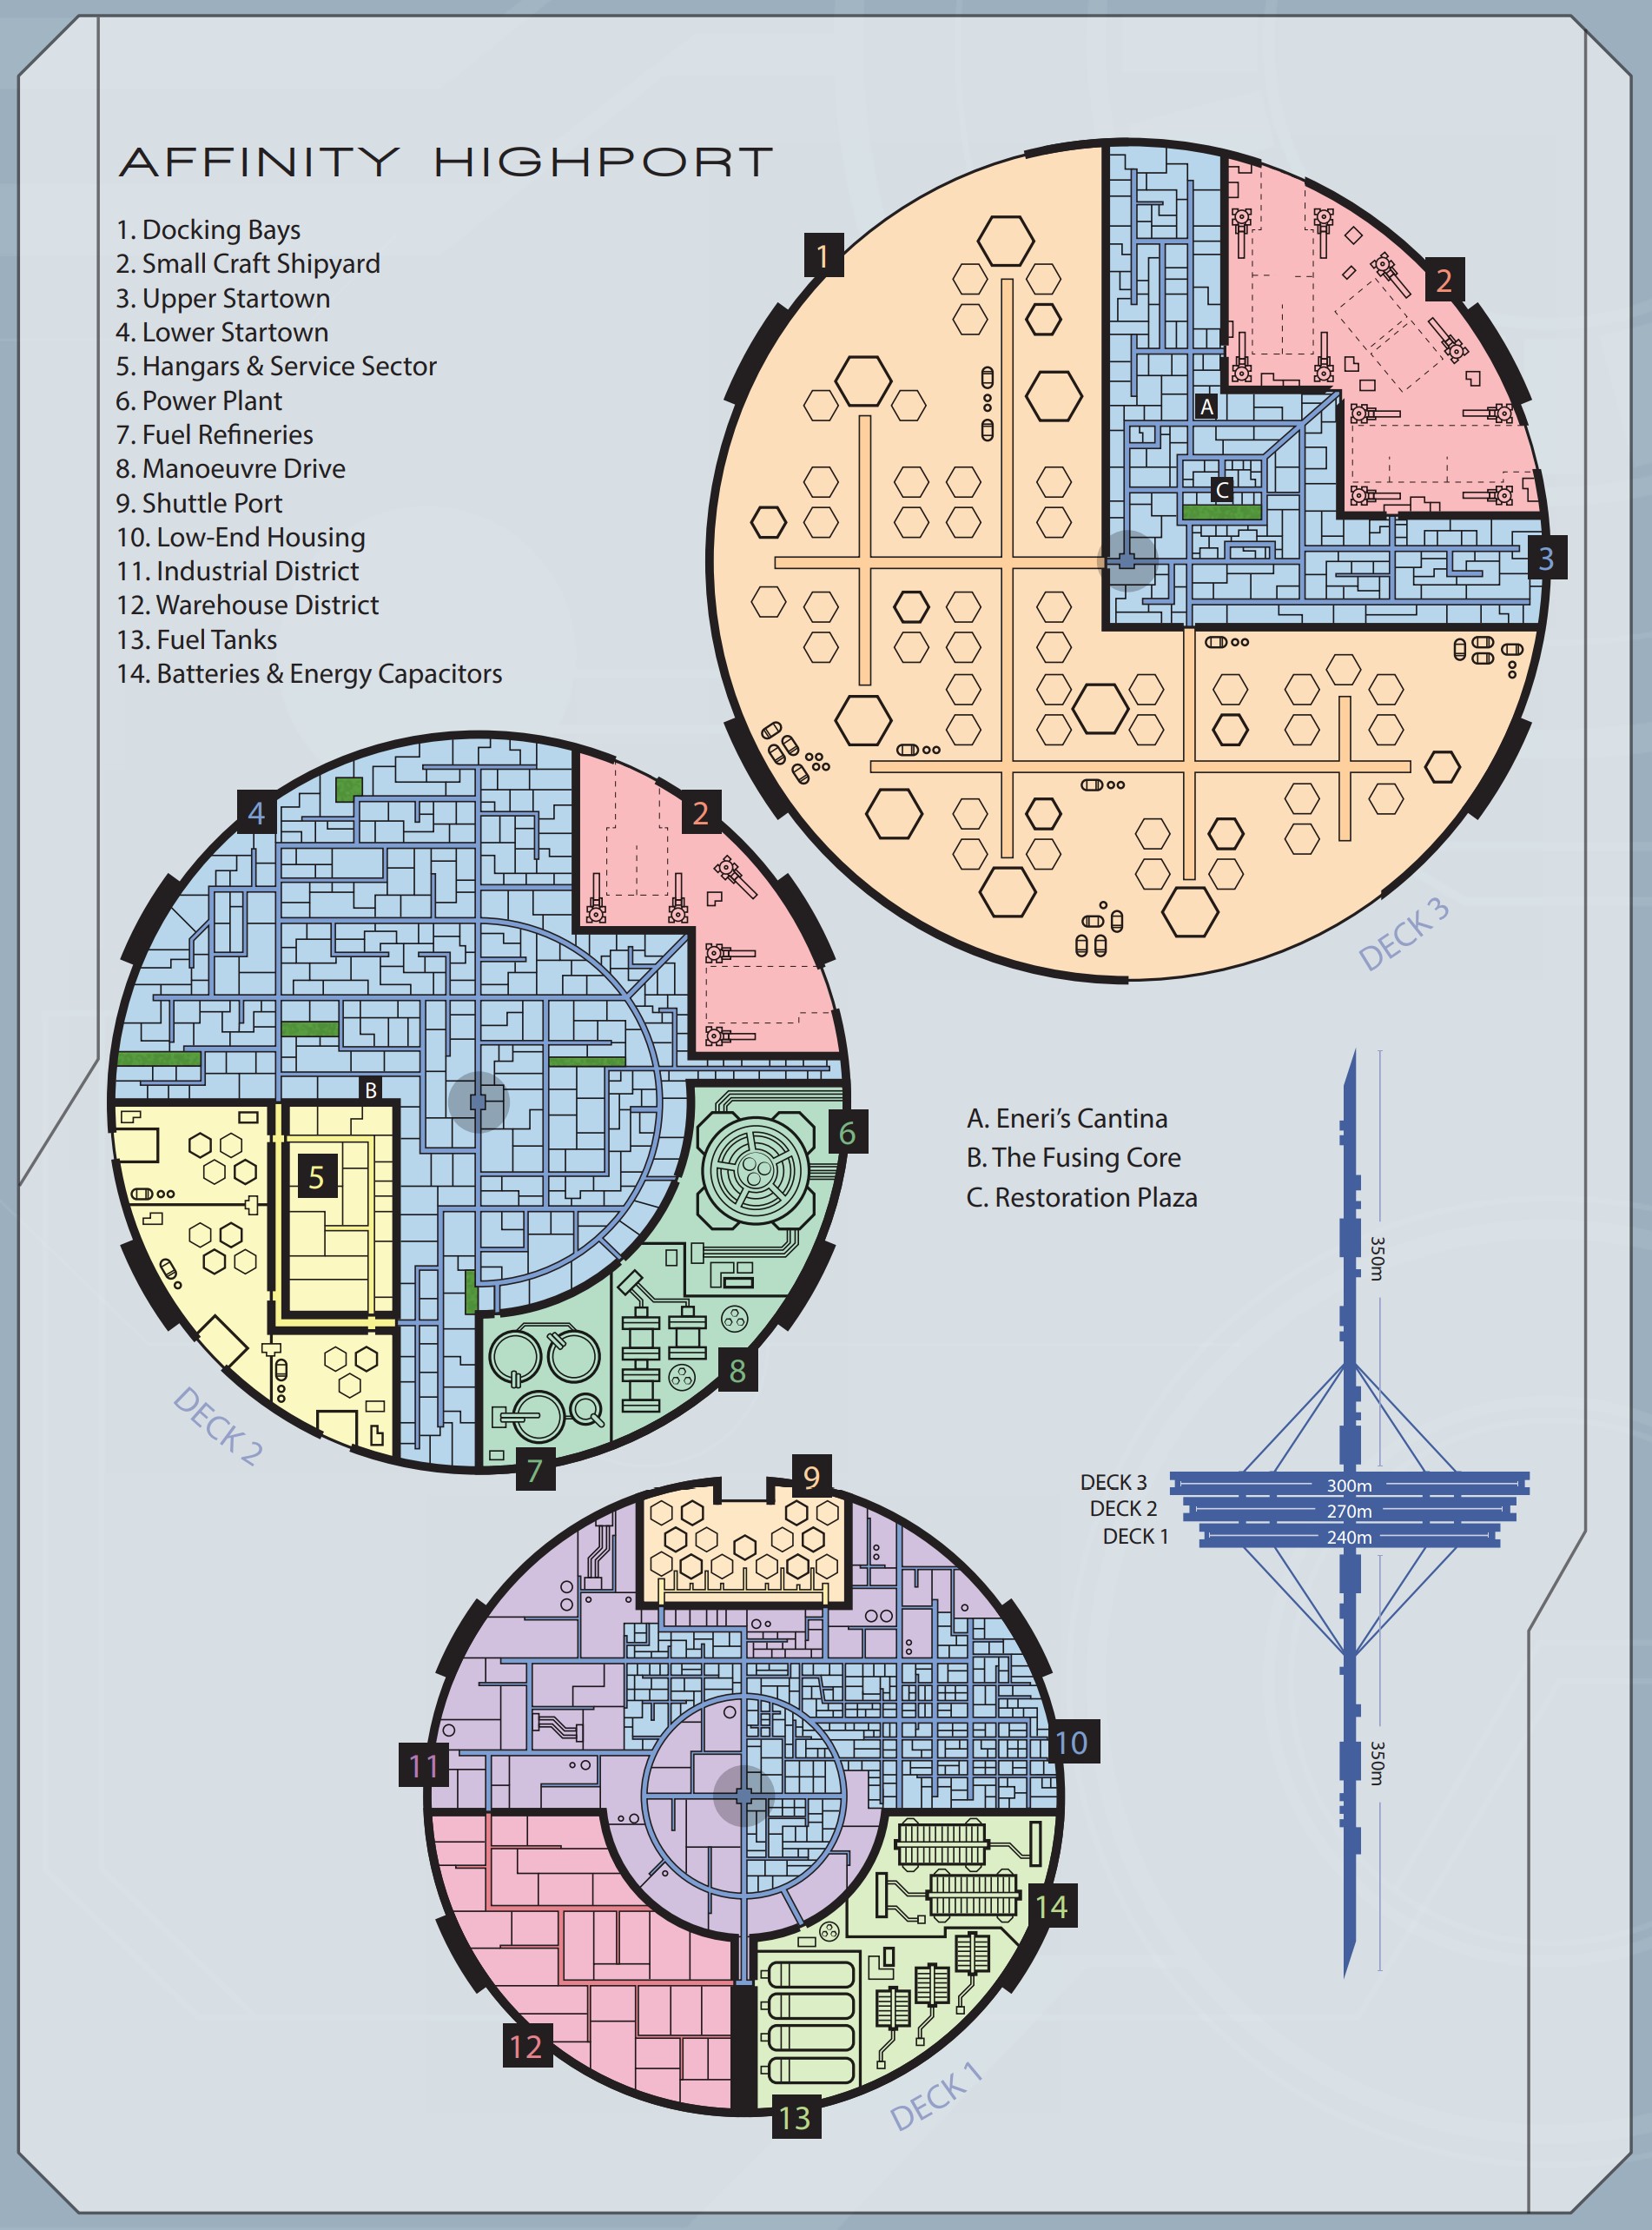 AFFINITY HIGHPORT
1. Docking Bays
2. Small Craft Shipyard
3. Upper Startown
4. Lower Startown
5. Hangars & Service Sector
6. Power Plant
7. Fuel Refineries
8. Manoeuvre Drive
9. Shuttle Port
10. Low-End Housing
11. Industrial District
12. Warehouse District
13. Fuel Tanks
14. Batteries & Energy Capacitors
1
2
A
C
3
DECK 3
4
2
B
5
6
8
7
DECK 2
A. Eneri's Cantina
B. The Fusing Core
C. Restoration Plaza
350m
DECK 3
300m
DECK 2
270m
DECK 1
240m
350m
9
10
11
14
12
13
DECK 1